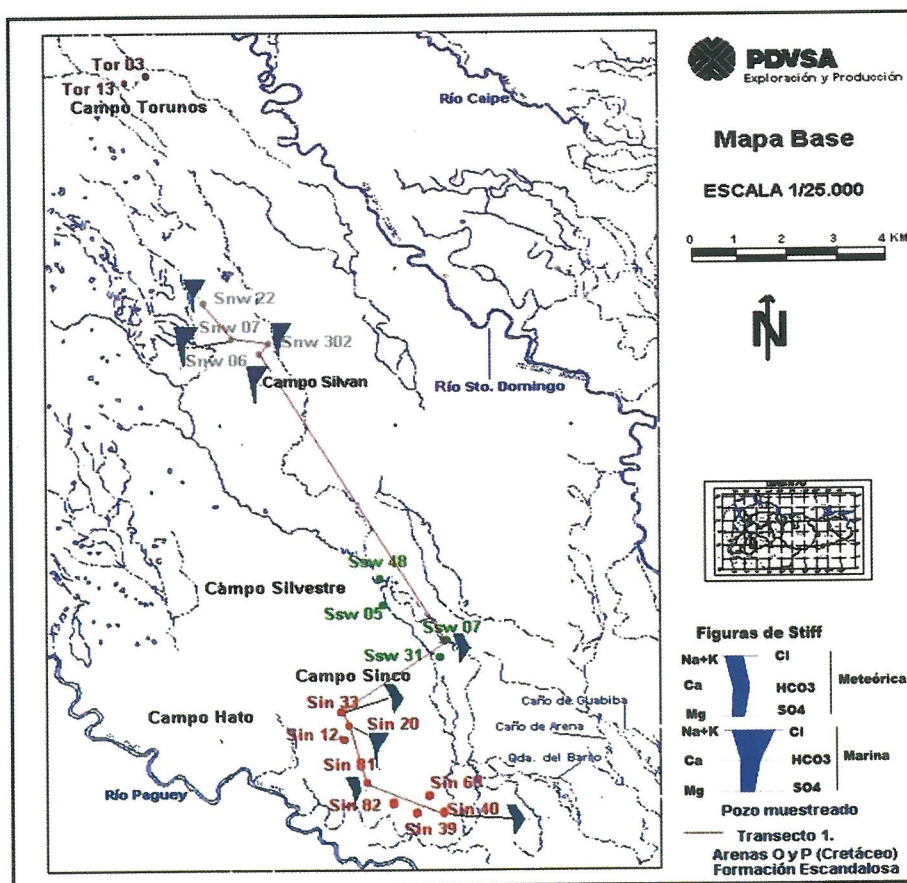 Tor 03
Tor 13
Campo Torunos
Río Caipe
Snw 22
Snw 07
Snw 302
Snw 06
Campo Silvan
Río Sto. Domingo
Ssw 48
Campo Silvestre
Ssw 05
Ssw 07
Ssw 31
Campo Sinco
Sin 33
Caño de Guabiba
Campo Hato
Sin 20
Caño de Arena
Sin 12
Qda. del Barro
Sin 81
Sin 60
Río Paguey
Sin 82
Sin 40
Sin 39
PDVSA
Exploración y Producción
Mapa Base
ESCALA 1/25.000
0 1 2 3 4 KM
N
Figuras de Stiff
Na+K Cl
Ca HCO3 Meteórica
Mg SO4
Na+K Cl
Ca HCO3 Marina
Mg SO4
Pozo muestreado
Transecto 1.
Arenas O y P (Cretáceo)
Formación Escandalosa